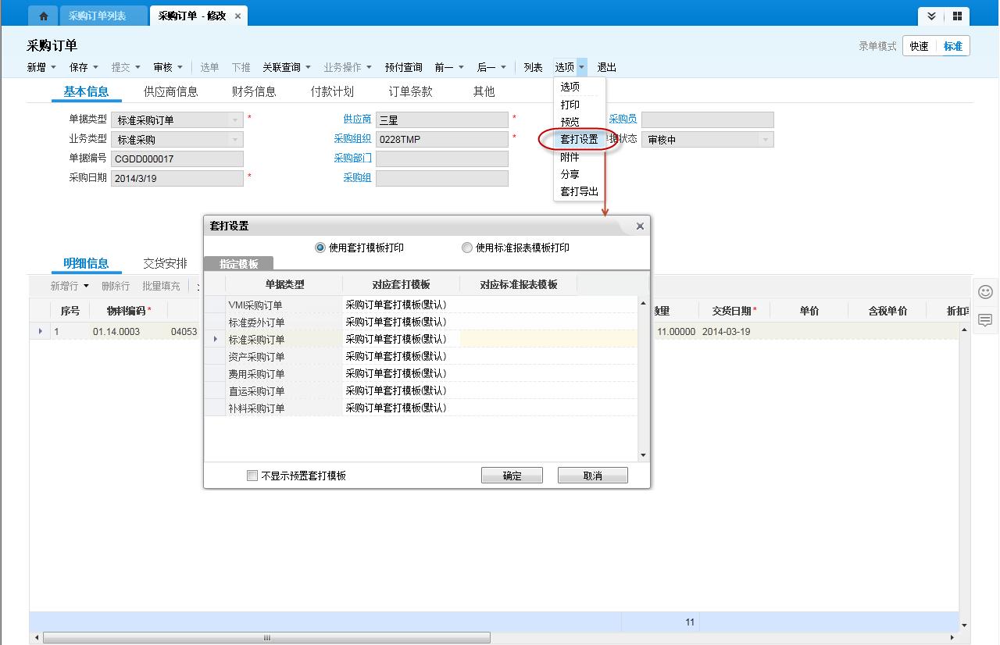 采购订单列表 采购订单 - 修改
采购订单
录单模式 快速 标准
新增 保存 提交 审核 选单 下推 关联查询 业务操作 预付查询 前一 后一 列表 选项 退出
基本信息 供应商信息 财务信息 付款计划 订单条款 其他
选项
打印
预览
套打设置
附件
分享
套打导出
单据类型 标准采购订单 * 供应商 三星 * 采购员
业务类型 标准采购 采购组织 0228TMP * 据状态 审核中
单据编号 CGDD000017 采购部门
采购日期 2014/3/19 * 采购组
套打设置
使用套打模板打印 使用标准报表模板打印
指定模板
单据类型 对应套打模板 对应标准报表模板
VMI采购订单 采购订单套打模板(默认)
标准委外订单 采购订单套打模板(默认)
标准采购订单 采购订单套打模板(默认)
资产采购订单 采购订单套打模板(默认)
费用采购订单 采购订单套打模板(默认)
直运采购订单 采购订单套打模板(默认)
补料采购订单 采购订单套打模板(默认)
不显示预置套打模板 确定 取消
明细信息 交货安排
新增行 删除行 批量填充
序号 物料编码* 交货日期* 单价 含税单价 折扣
1 01.14.0003 04053 11.00000 2014-03-19
11